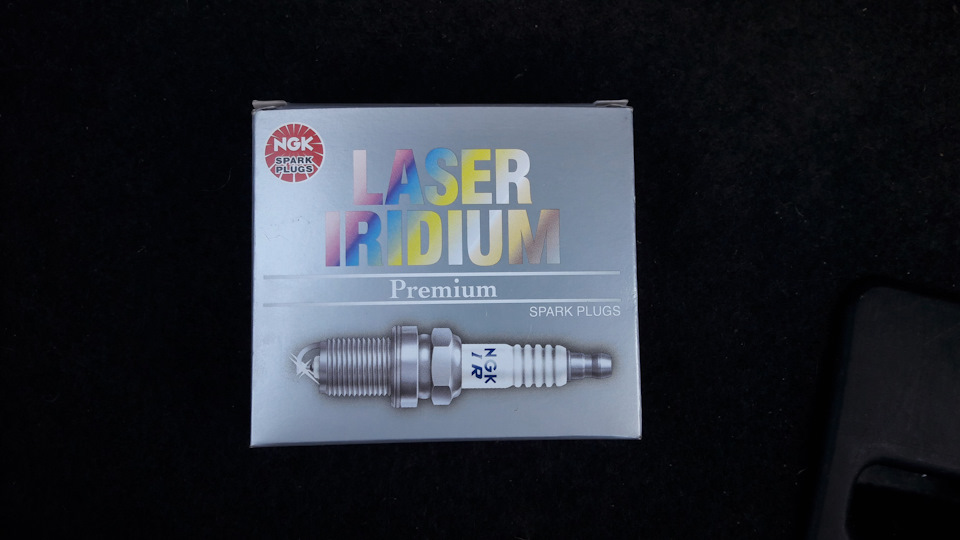 NGK
SPARK
PLUGS
LASER
IRIDIUM
Premium
SPARK PLUGS
NGK
IR